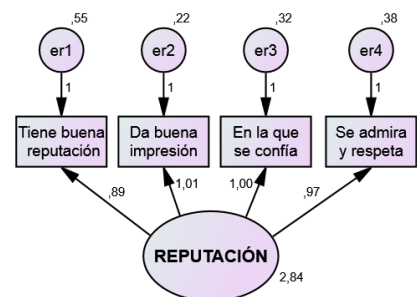 ,55
,22
,32
,38
er1
er2
er3
er4
1
1
1
1
Tiene buena
reputación
Da buena
impresión
En la que
se confía
Se admira
y respeta
,89
1,01
1,00
,97
REPUTACIÓN
2,84